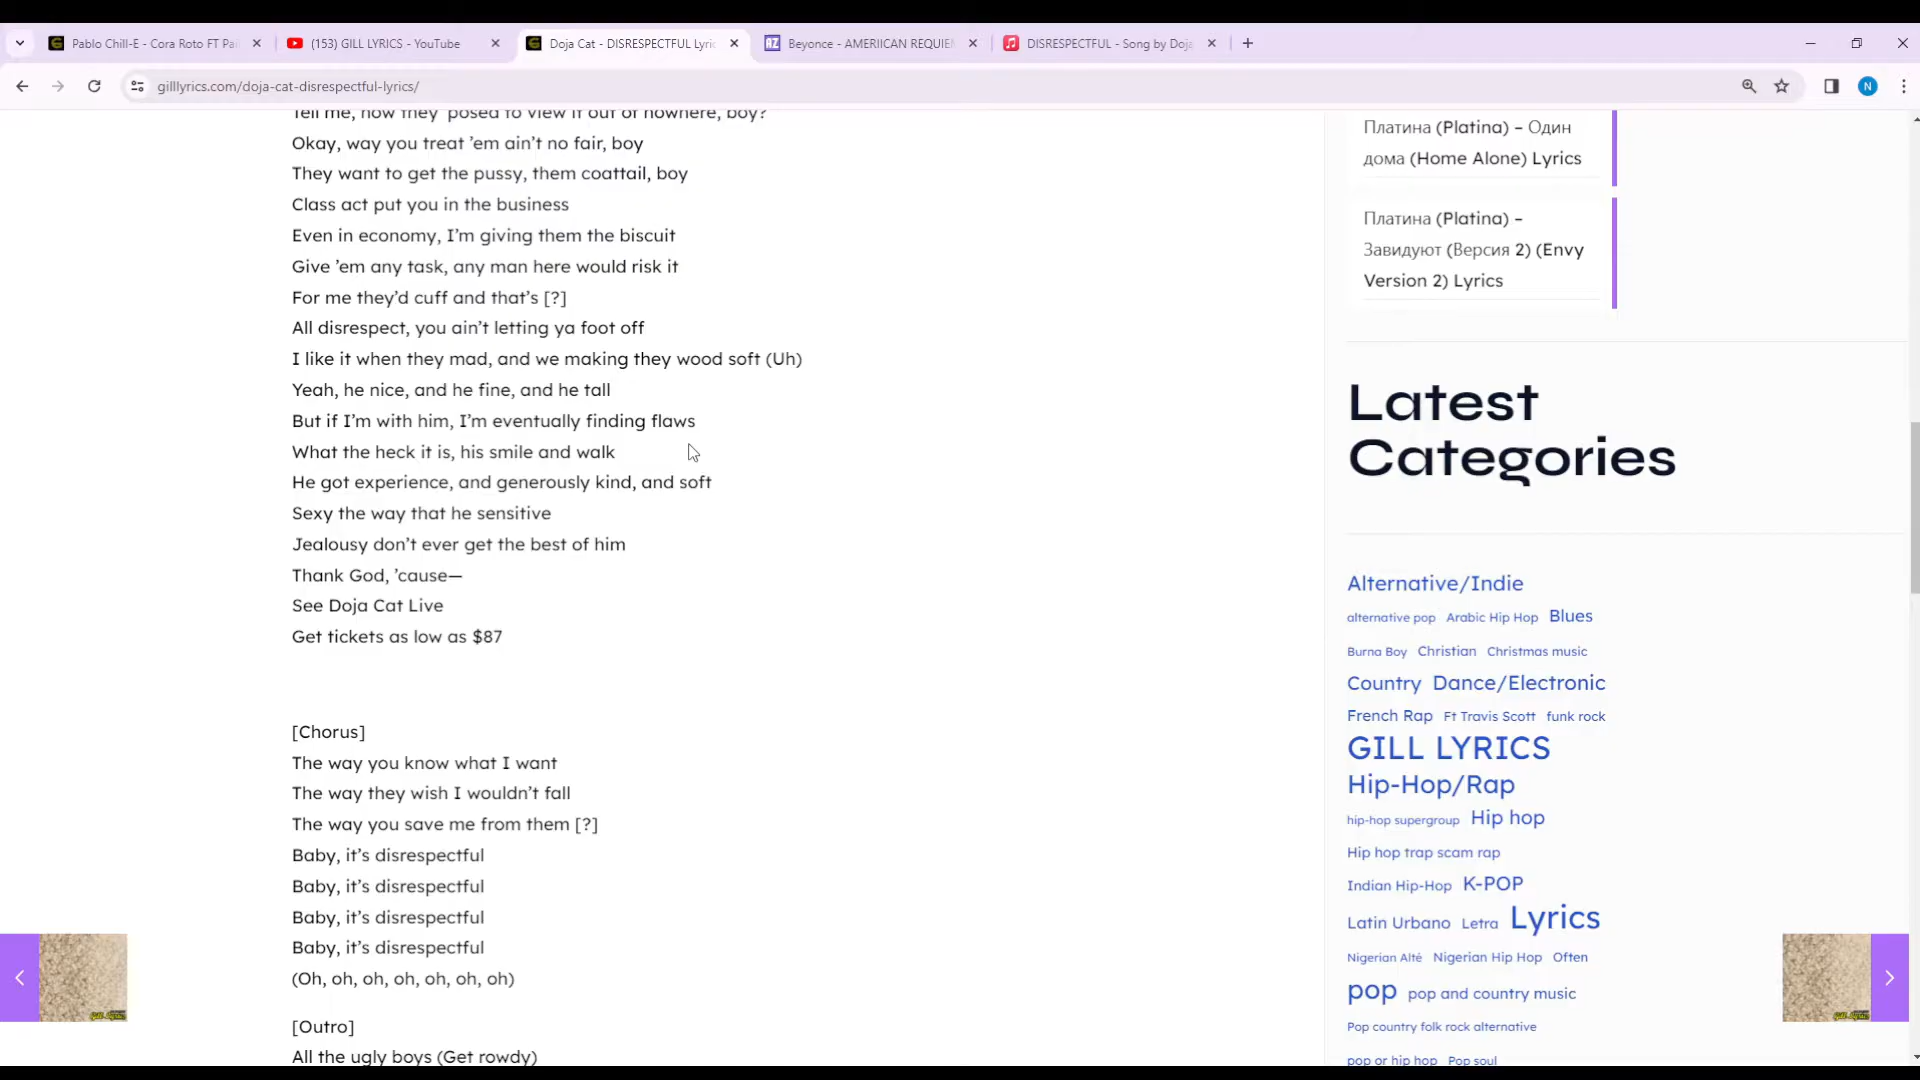 Pablo Chill-E - Cora Roto FT Pai
(153) GILL LYRICS - YouTube
Doja Cat - DISRESPECTFUL Lyric
Beyonce - AMERIICAN REQUIEM
DISRESPECTFUL - Song by Doja
gilllyrics.com/doja-cat-disrespectful-lyrics/
N
Tell me, how they 'posed to view it out of nowhere, boy?
Okay, way you treat ’em ain’t no fair, boy
They want to get the pussy, them coattail, boy
Class act put you in the business
Even in economy, I’m giving them the biscuit
Give ’em any task, any man here would risk it
For me they’d cuff and that’s [?]
All disrespect, you ain’t letting ya foot off
I like it when they mad, and we making they wood soft (Uh)
Yeah, he nice, and he fine, and he tall
But if I’m with him, I’m eventually finding flaws
What the heck it is, his smile and walk
He got experience, and generously kind, and soft
Sexy the way that he sensitive
Jealousy don’t ever get the best of him
Thank God, ’cause—
See Doja Cat Live
Get tickets as low as $87
[Chorus]
The way you know what I want
The way they wish I wouldn’t fall
The way you save me from them [?]
Baby, it’s disrespectful
Baby, it’s disrespectful
Baby, it’s disrespectful
Baby, it’s disrespectful
(Oh, oh, oh, oh, oh, oh, oh)
[Outro]
All the ugly boys (Get rowdy)
Платина (Platina) – Один
дома (Home Alone) Lyrics
Платина (Platina) –
Завидуют (Версия 2) (Envy
Version 2) Lyrics
Latest
Categories
Alternative/Indie
alternative pop Arabic Hip Hop Blues
Burna Boy Christian Christmas music
Country Dance/Electronic
French Rap Ft Travis Scott funk rock
GILL LYRICS
Hip-Hop/Rap
hip-hop supergroup Hip hop
Hip hop trap scam rap
Indian Hip-Hop K-POP
Latin Urbano Letra Lyrics
Nigerian Alté Nigerian Hip Hop Often
pop pop and country music
Pop country folk rock alternative
pop or hip hop Pop soul